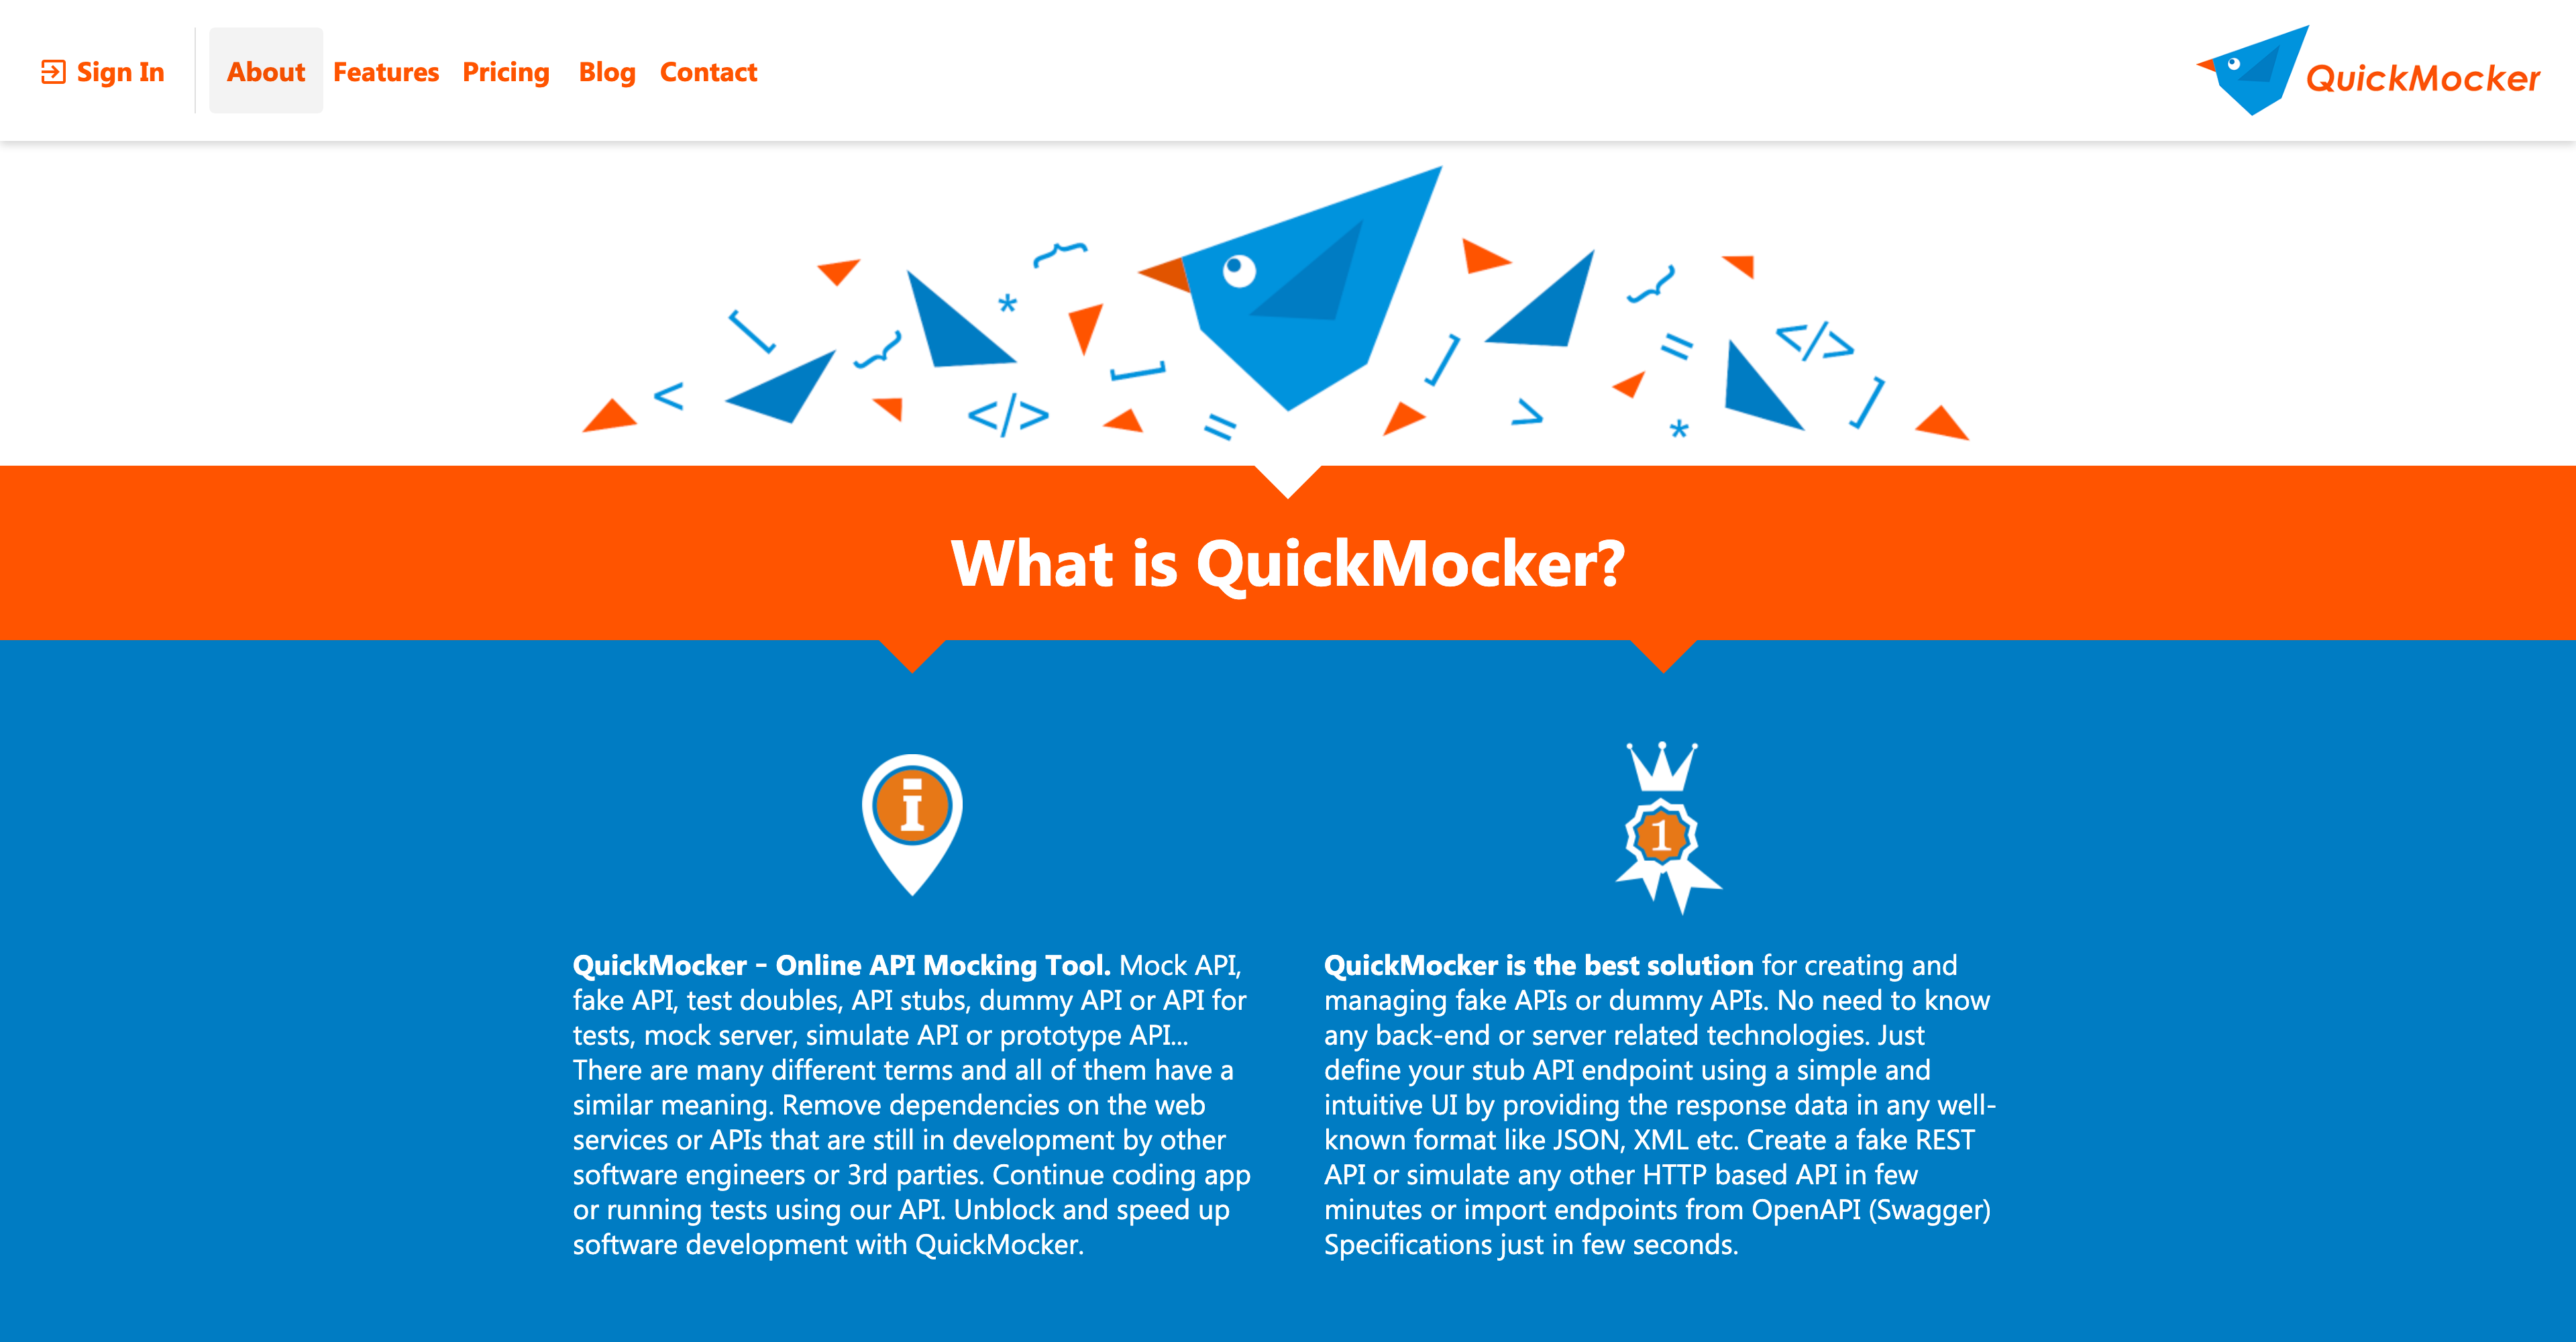 Sign In
About
Features
Pricing
Blog
Contact
QuickMocker
[ < } * { </> [ = ] > } = * </> ]
What is QuickMocker?
i
1
QuickMocker – Online API Mocking Tool. Mock API,
fake API, test doubles, API stubs, dummy API or API for
tests, mock server, simulate API or prototype API...
There are many different terms and all of them have a
similar meaning. Remove dependencies on the web
services or APIs that are still in development by other
software engineers or 3rd parties. Continue coding app
or running tests using our API. Unblock and speed up
software development with QuickMocker.
QuickMocker is the best solution for creating and
managing fake APIs or dummy APIs. No need to know
any back-end or server related technologies. Just
define your stub API endpoint using a simple and
intuitive UI by providing the response data in any well-
known format like JSON, XML etc. Create a fake REST
API or simulate any other HTTP based API in few
minutes or import endpoints from OpenAPI (Swagger)
Specifications just in few seconds.